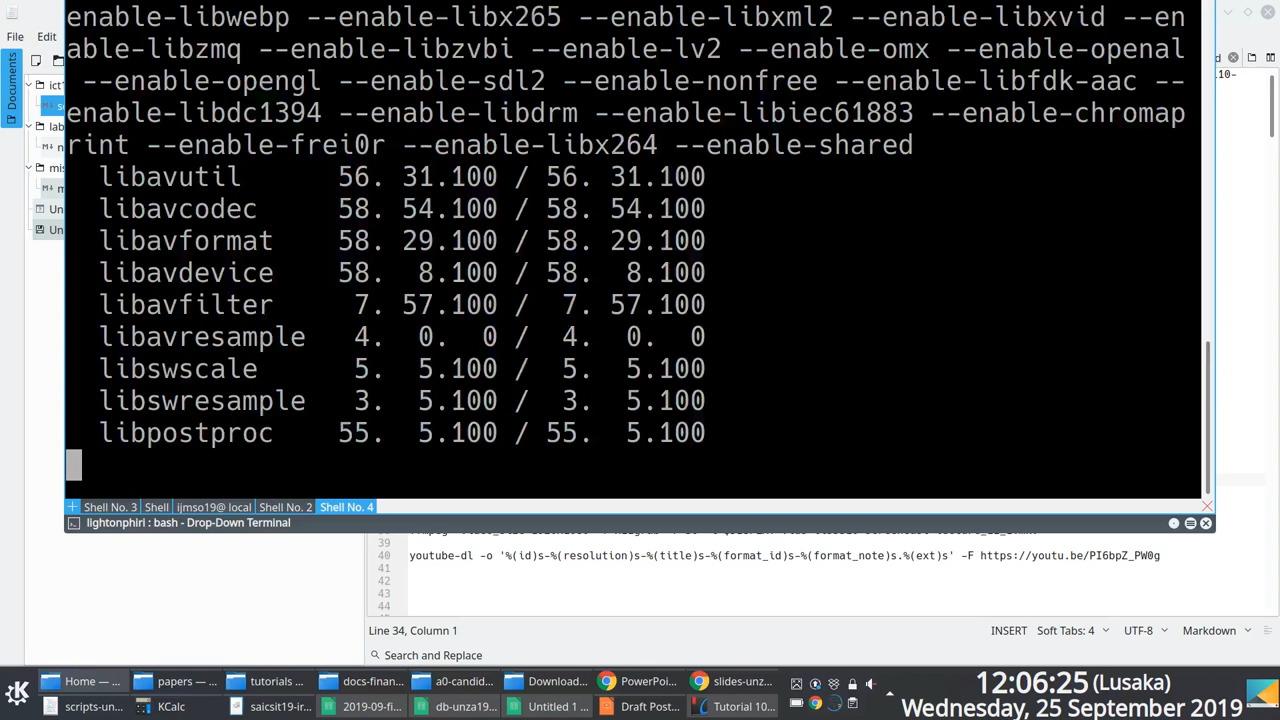 enable-libwebp --enable-libx265 --enable-libxml2 --enable-libxvid --en
able-libzmq --enable-libzvbi --enable-lv2 --enable-omx --enable-openal
--enable-opengl --enable-sdl2 --enable-nonfree --enable-libfdk-aac --
enable-libdc1394 --enable-libdrm --enable-libiec61883 --enable-chromap
rint --enable-frei0r --enable-libx264 --enable-shared
libavutil 56. 31.100 / 56. 31.100
libavcodec 58. 54.100 / 58. 54.100
libavformat 58. 29.100 / 58. 29.100
libavdevice 58. 8.100 / 58. 8.100
libavfilter 7. 57.100 / 7. 57.100
libavresample 4. 0. 0 / 4. 0. 0
libswscale 5. 5.100 / 5. 5.100
libswresample 3. 5.100 / 3. 5.100
libpostproc 55. 5.100 / 55. 5.100
File Edit
Documents
ict1
lab
mis
Un
Un
10-
Shell No. 3 Shell ijmso19@ local Shell No. 2 Shell No. 4
lightonphiri : bash - Drop-Down Terminal
39
40 youtube-dl -o '%(id)s-%(resolution)s-%(title)s-%(format_id)s-%(format_note)s.%(ext)s' -F https://youtu.be/PI6bpZ_PW0g
41
42
43
44
Line 34, Column 1 INSERT Soft Tabs: 4 UTF-8 Markdown
Search and Replace
Home — ... papers — ... tutorials ... docs-finan... a0-candid... Download... PowerPoi... slides-unz...
scripts-un... KCalc saicsit19-ir... 2019-09-fi... db-unza19... Untitled 1 ... Draft Post... Tutorial 10...
12:06:25 (Lusaka)
Wednesday, 25 September 2019